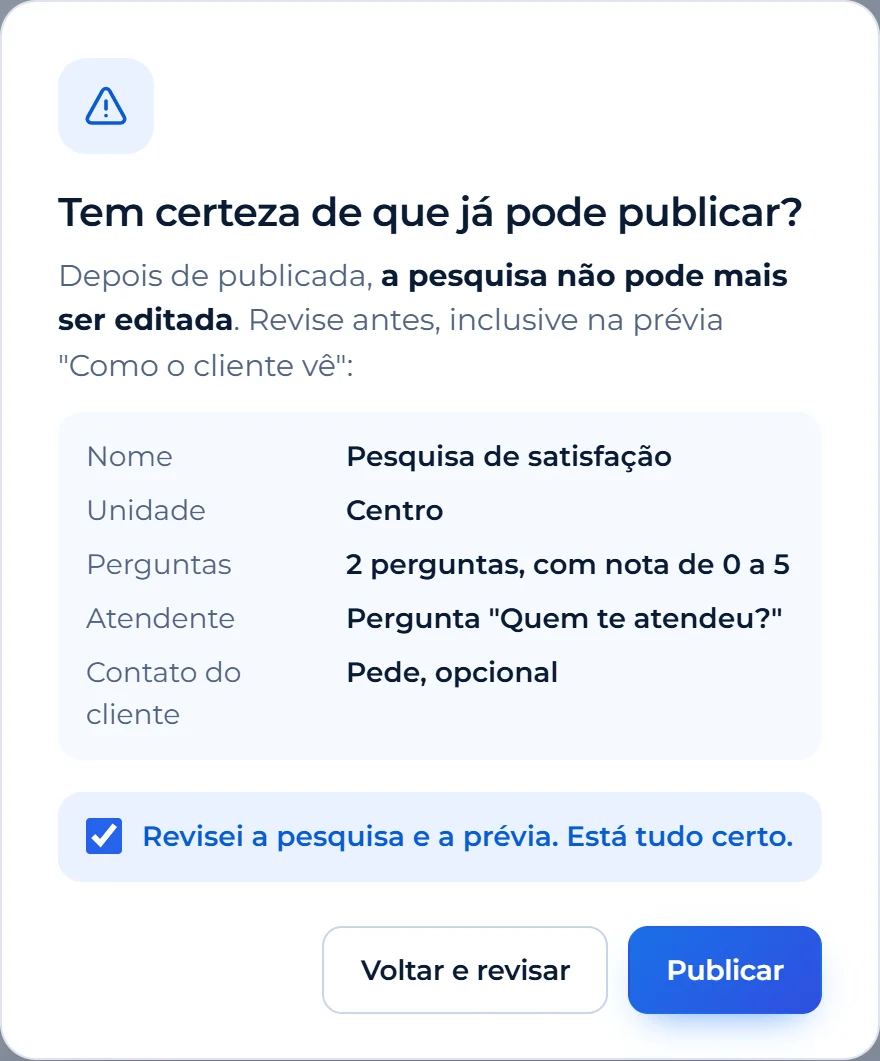 Tem certeza de que já pode publicar?
Depois de publicada, a pesquisa não pode mais
ser editada. Revise antes, inclusive na prévia
"Como o cliente vê":
Nome Pesquisa de satisfação
Unidade Centro
Perguntas 2 perguntas, com nota de 0 a 5
Atendente Pergunta "Quem te atendeu?"
Contato do Pede, opcional
cliente
Revisei a pesquisa e a prévia. Está tudo certo.
Voltar e revisar Publicar